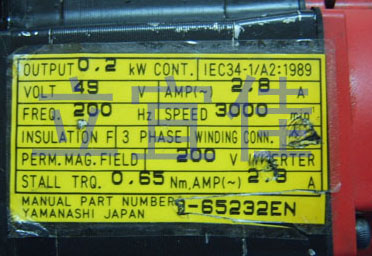 OUTPUT 0.2 kW CONT. IEC34-1/A2:1989
VOLT 49 V AMP(~) 2.8 A
FREQ. 200 Hz SPEED 3000
INSULATION F 3 PHASE WINDING CONN.
PERM. MAG. FIELD 200 V INVERTER
STALL TRQ. 0.65 Nm, AMP(~) 2.9 A
MANUAL PART NUMBER -65232EN
YAMANASHI JAPAN